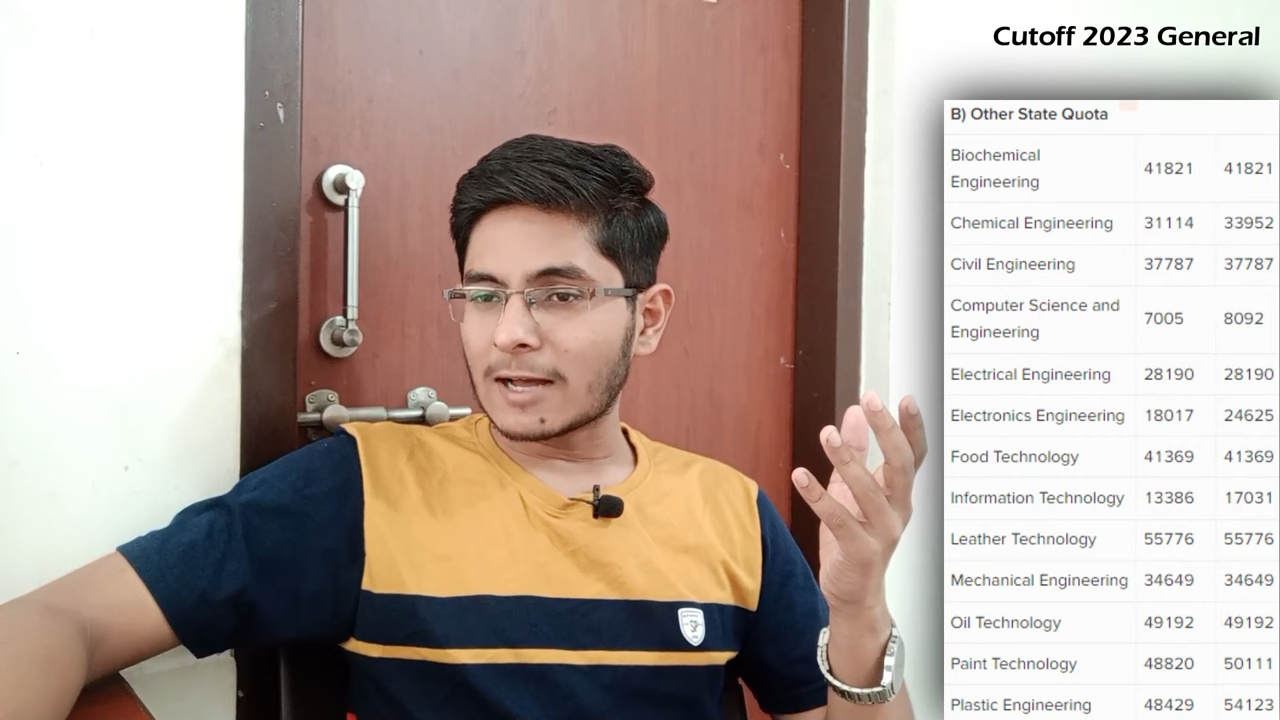 Cutoff 2023 General
B) Other State Quota
Biochemical
Engineering 41821 41821
Chemical Engineering 31114 33952
Civil Engineering 37787 37787
Computer Science and
Engineering 7005 8092
Electrical Engineering 28190 28190
Electronics Engineering 18017 24625
Food Technology 41369 41369
Information Technology 13386 17031
Leather Technology 55776 55776
Mechanical Engineering 34649 34649
Oil Technology 49192 49192
Paint Technology 48820 50111
Plastic Engineering 48429 54123